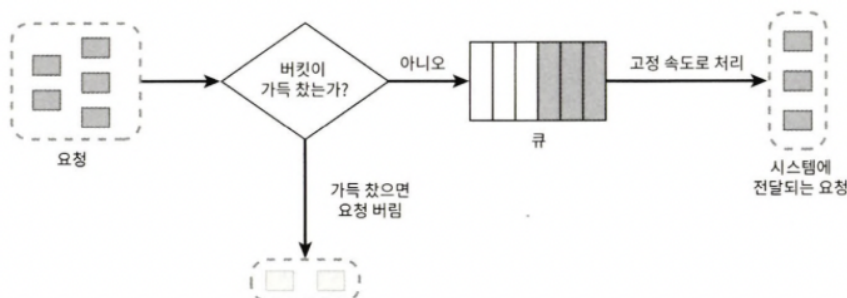 요청
버킷이
가득 찼는가?
아니오
큐
고정 속도로 처리
시스템에
전달되는 요청
가득 찼으면
요청 버림